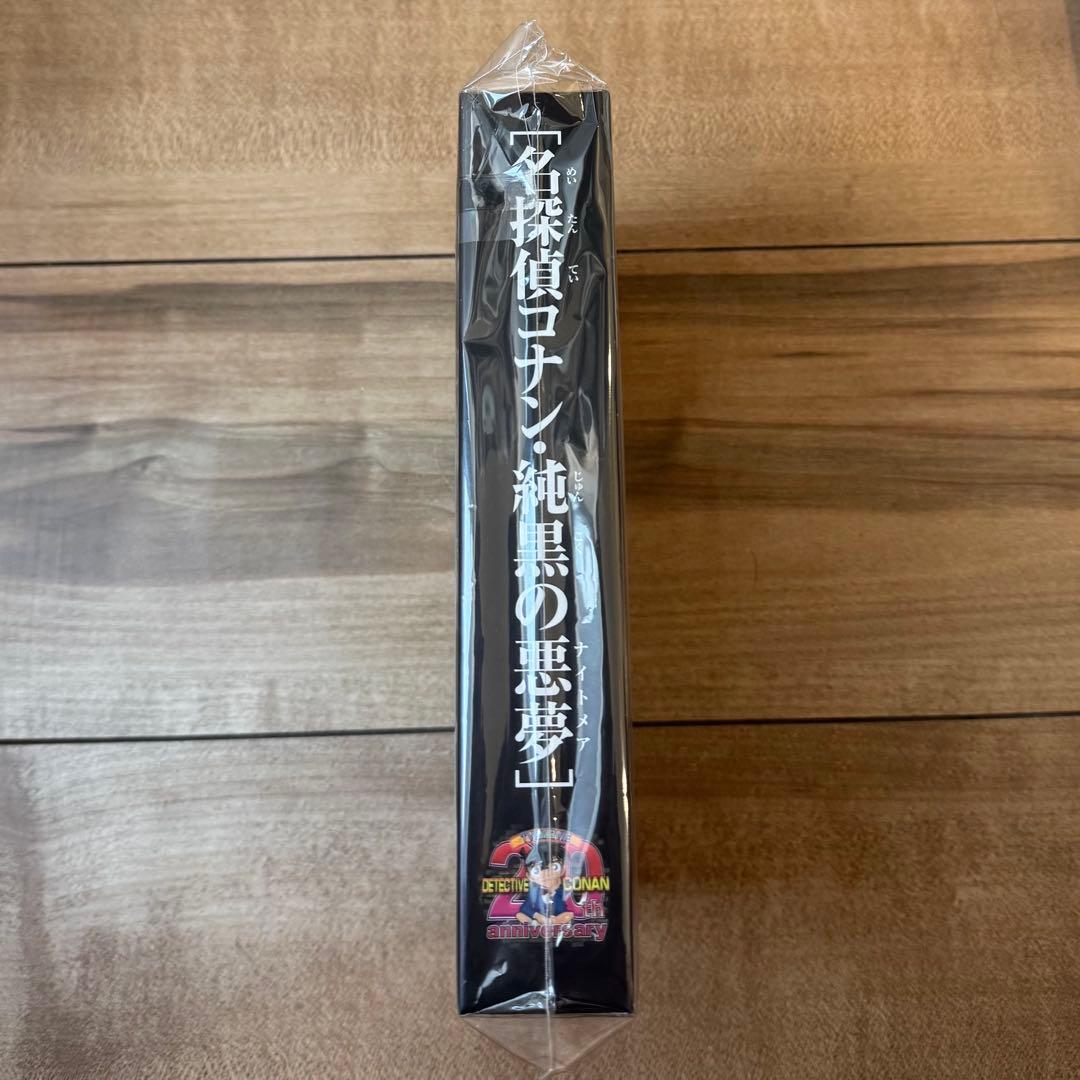 [名探偵コナン・純黒の悪夢]
めい たん てい じゅん こく ナイトメア
20th
DETECTIVE CONAN
anniversary